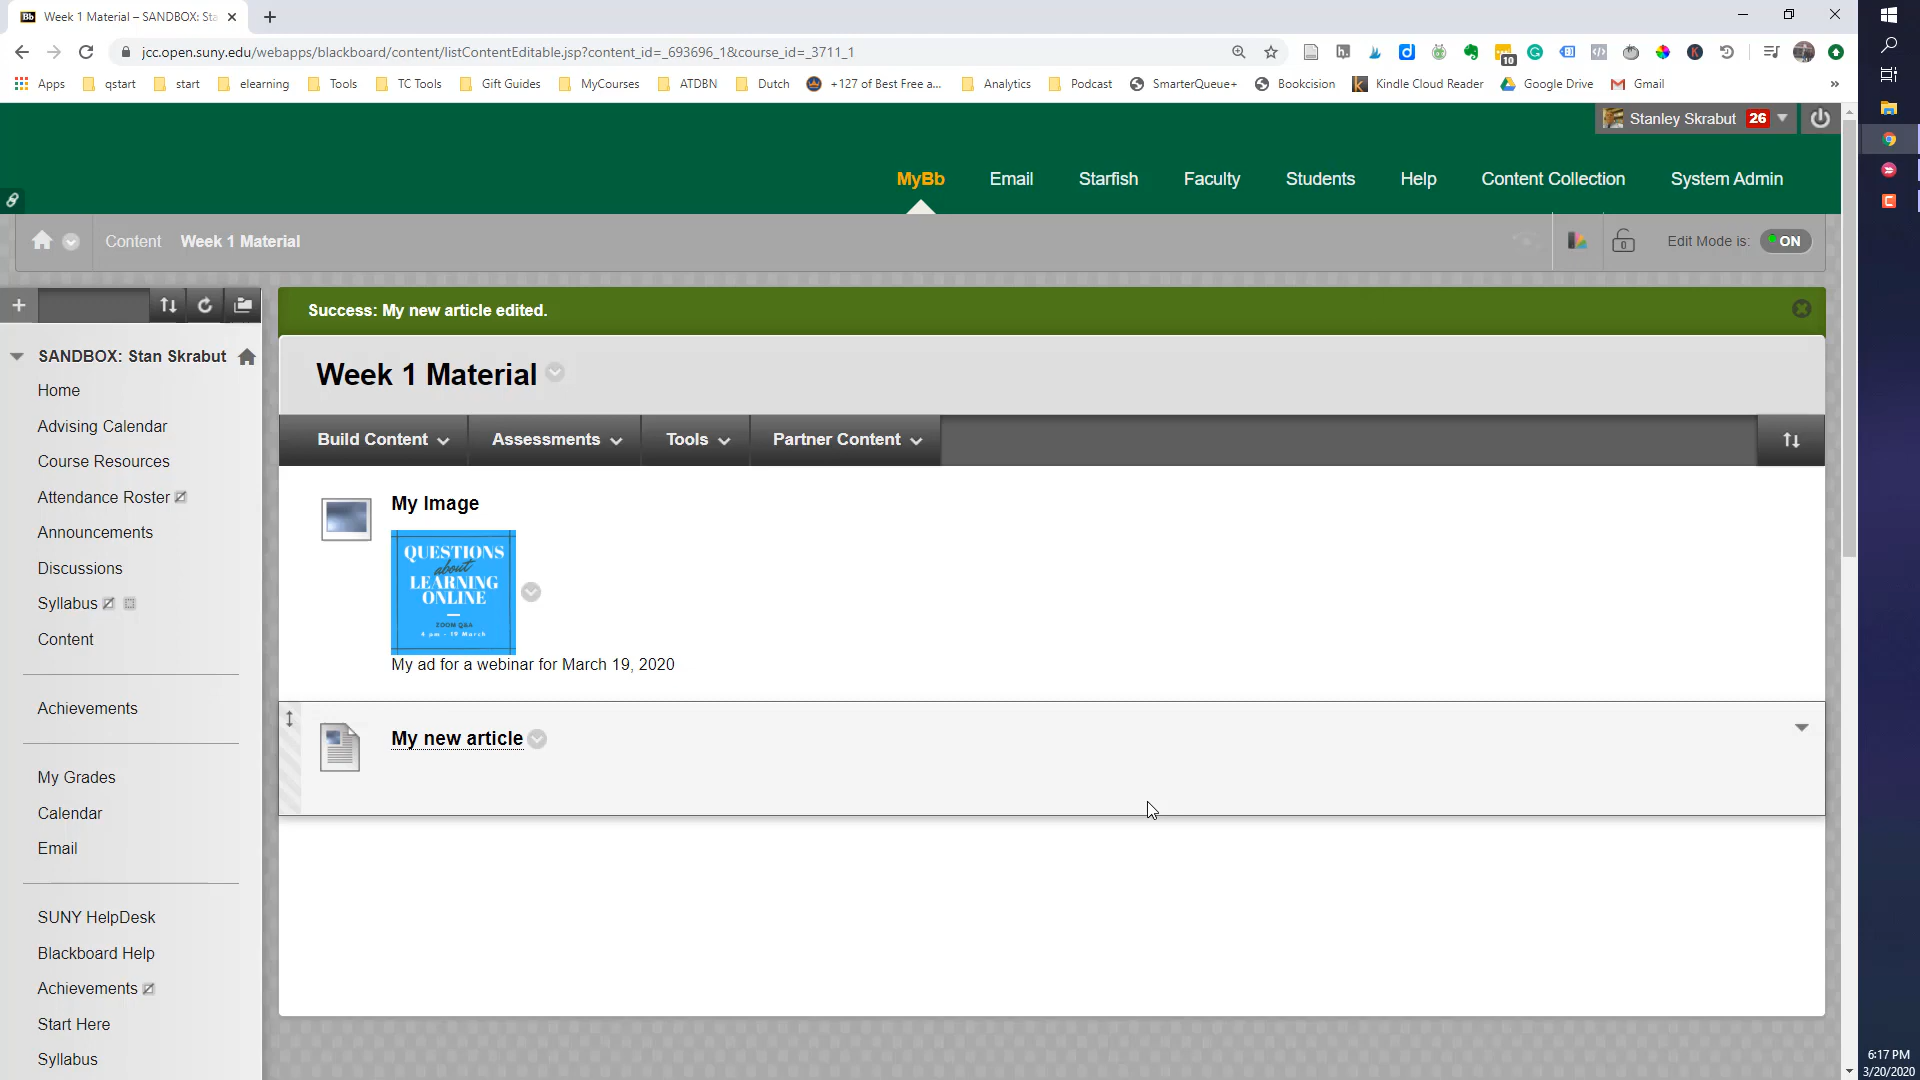 Week 1 Material – SANDBOX: Sta
jcc.open.suny.edu/webapps/blackboard/content/listContentEditable.jsp?content_id=_693696_1&course_id=_3711_1
10
Apps qstart start elearning Tools TC Tools Gift Guides MyCourses ATDBN Dutch +127 of Best Free a... Analytics Podcast SmarterQueue+ Bookcision Kindle Cloud Reader Google Drive Gmail »
Stanley Skrabut 26
MyBb Email Starfish Faculty Students Help Content Collection System Admin
Content Week 1 Material Edit Mode is: ON
Success: My new article edited.
SANDBOX: Stan Skrabut
Home
Advising Calendar
Course Resources
Attendance Roster
Announcements
Discussions
Syllabus
Content
Achievements
My Grades
Calendar
Email
SUNY HelpDesk
Blackboard Help
Achievements
Start Here
Syllabus
Week 1 Material
Build Content Assessments Tools Partner Content
My Image
QUESTIONS
about
LEARNING
ONLINE
ZOOM Q&A
4 pm - 19 March
My ad for a webinar for March 19, 2020
My new article
6:17 PM
3/20/2020